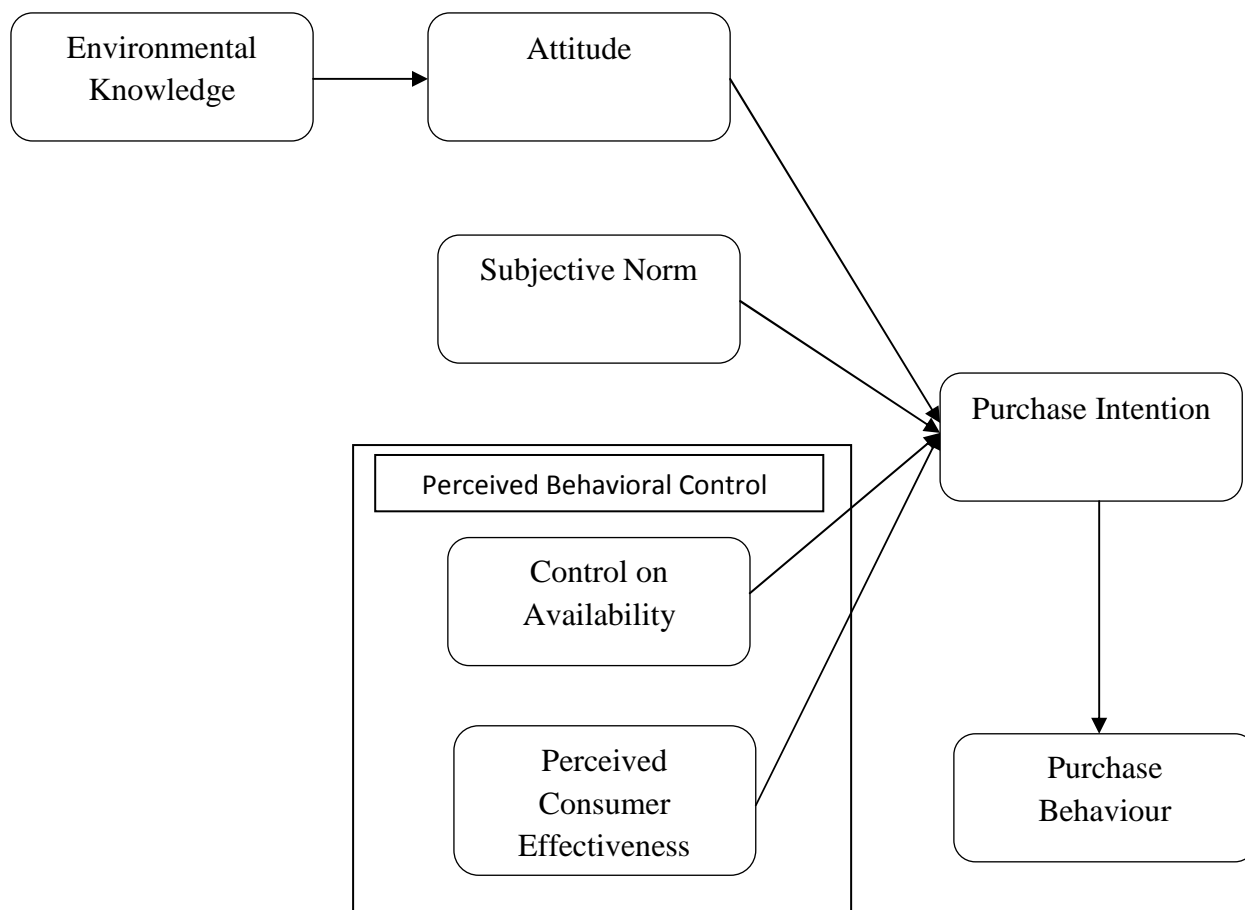 Environmental
Knowledge
Attitude
Subjective Norm
Purchase Intention
Perceived Behavioral Control
Control on
Availability
Perceived
Consumer
Effectiveness
Purchase
Behaviour